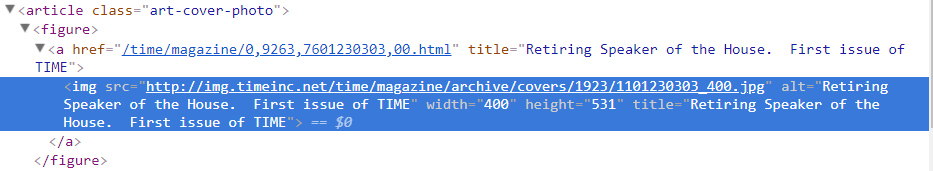 ▼<article class="art-cover-photo">
▼<figure>
▼<a href="/time/magazine/0,9263,7601230303,00.html" title="Retiring Speaker of the House.  First issue of
TIME">
<img src="http://img.timeinc.net/time/magazine/archive/covers/1923/1101230303_400.jpg" alt="Retiring
Speaker of the House.  First issue of TIME" width="400" height="531" title="Retiring Speaker of the
House.  First issue of TIME"> == $0
</a>
</figure>